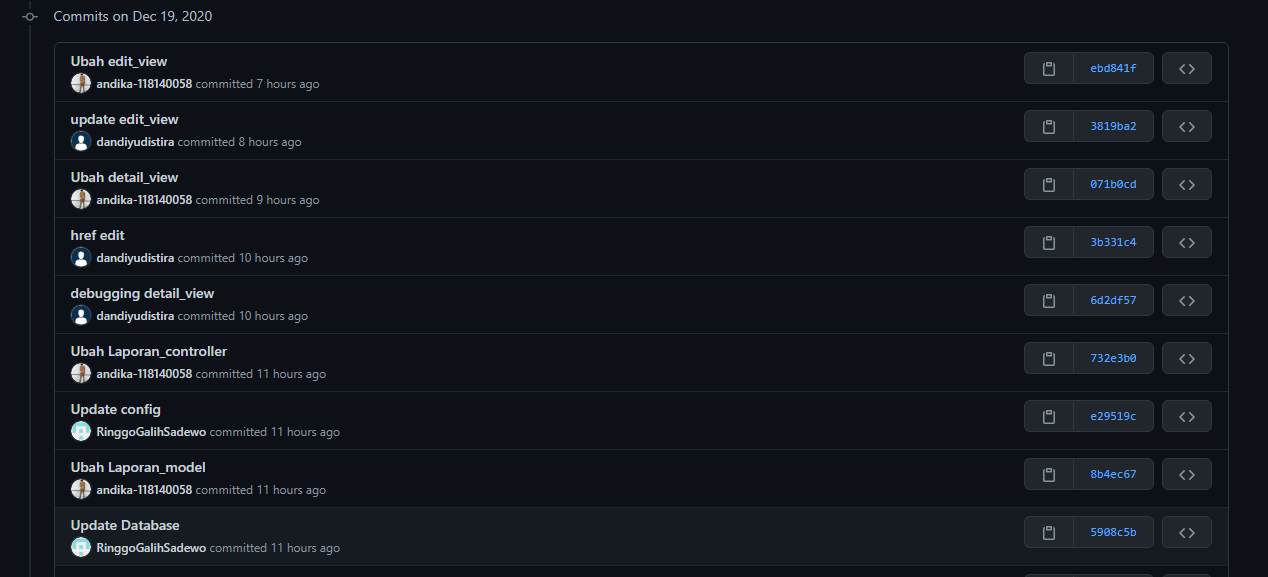 Commits on Dec 19, 2020
Ubah edit_view
andika-118140058 committed 7 hours ago
ebd841f
update edit_view
dandiyudistira committed 8 hours ago
3819ba2
Ubah detail_view
andika-118140058 committed 9 hours ago
071b0cd
href edit
dandiyudistira committed 10 hours ago
3b331c4
debugging detail_view
dandiyudistira committed 10 hours ago
6d2df57
Ubah Laporan_controller
andika-118140058 committed 11 hours ago
732e3b0
Update config
RinggoGalihSadewo committed 11 hours ago
e29519c
Ubah Laporan_model
andika-118140058 committed 11 hours ago
8b4ec67
Update Database
RinggoGalihSadewo committed 11 hours ago
5908c5b